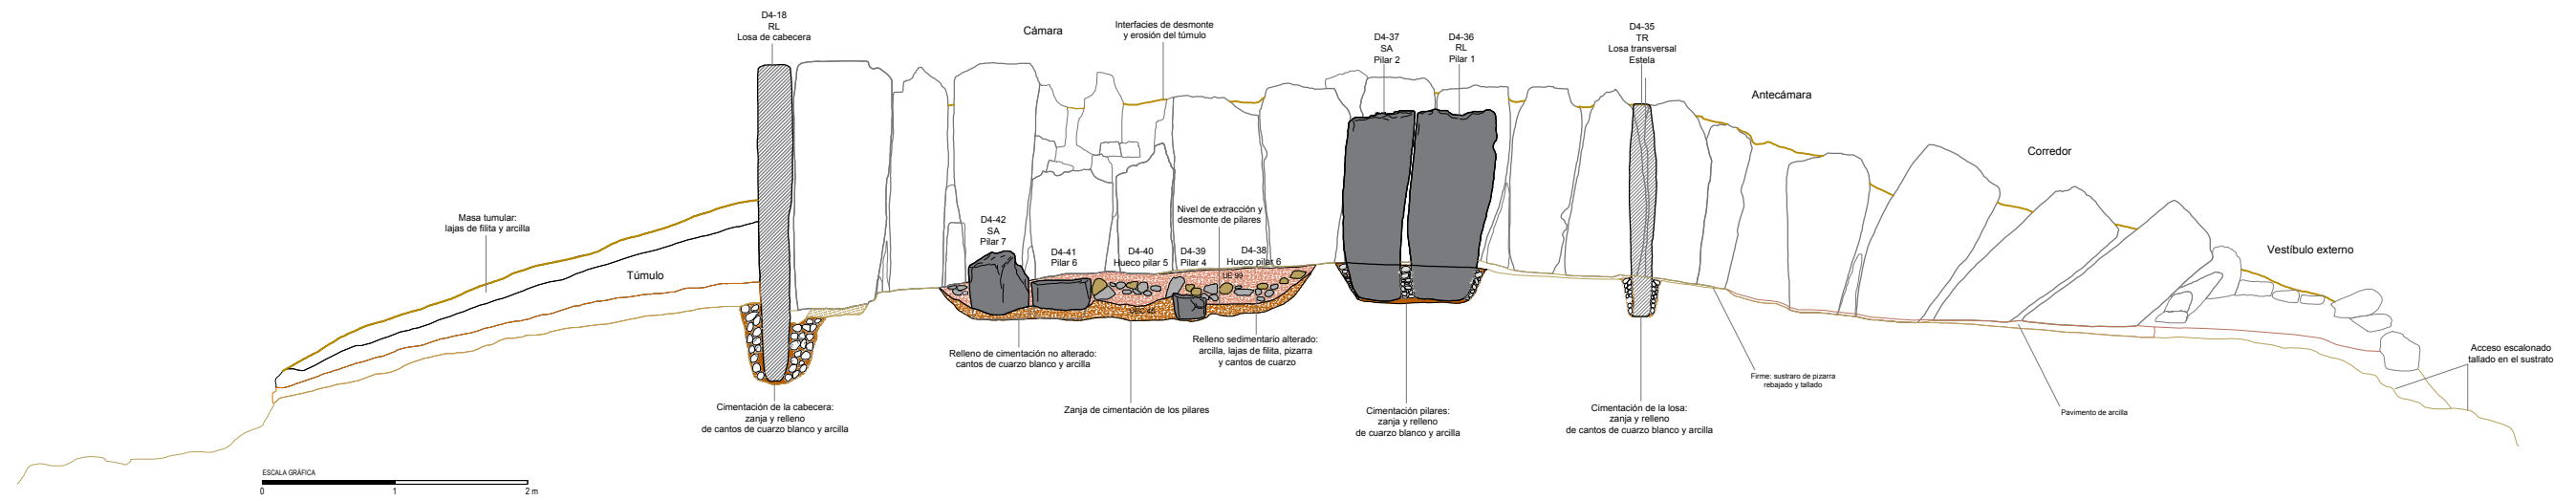 D4-18
RL
Losa de cabecera
Cámara
Interfacies de desmonte
y erosión del túmulo
D4-37
SA
Pilar 2
D4-36
RL
Pilar 1
D4-35
TR
Losa transversal
Estela
Antecámara
Corredor
Vestíbulo externo
Masa tumular:
lajas de filita y arcilla
Túmulo
D4-42
SA
Pilar 7
D4-41
Pilar 6
D4-40
Hueco pilar 5
D4-39
Pilar 4
D4-38
Hueco pilar 6
Nivel de extracción y
desmonte de pilares
UE 99
Relleno de cimentación no alterado:
cantos de cuarzo blanco y arcilla
Relleno sedimentario alterado:
arcilla, lajas de filita, pizarra
y cantos de cuarzo
Zanja de cimentación de los pilares
Cimentación de la cabecera:
zanja y relleno
de cantos de cuarzo blanco y arcilla
Cimentación pilares:
zanja y relleno
de cuarzo blanco y arcilla
Cimentación de la losa:
zanja y relleno
de cantos de cuarzo blanco y arcilla
Firme: sustraro de pizarra
rebajado y tallado
Pavimento de arcilla
Acceso escalonado
tallado en el sustrato
ESCALA GRÁFICA
0 1 2 m